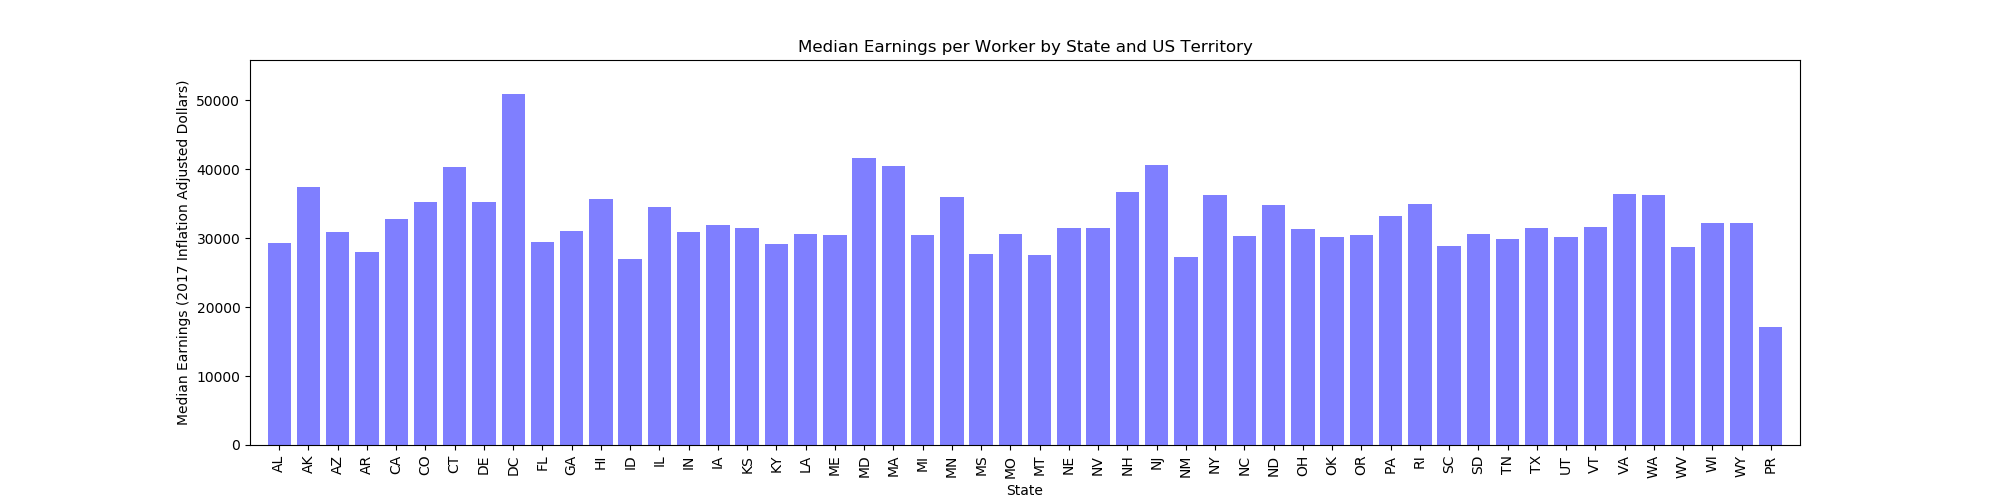 Median Earnings per Worker by State and US Territory
Median Earnings (2017 Inflation Adjusted Dollars)
50000
40000
30000
20000
10000
0
AL AK AZ AR CA CO CT DE DC FL GA HI ID IL IN IA KS KY LA ME MD MA MI MN MS MO MT NE NV NH NJ NM NY NC ND OH OK OR PA RI SC SD TN TX UT VT VA WA WV WI WY PR
State